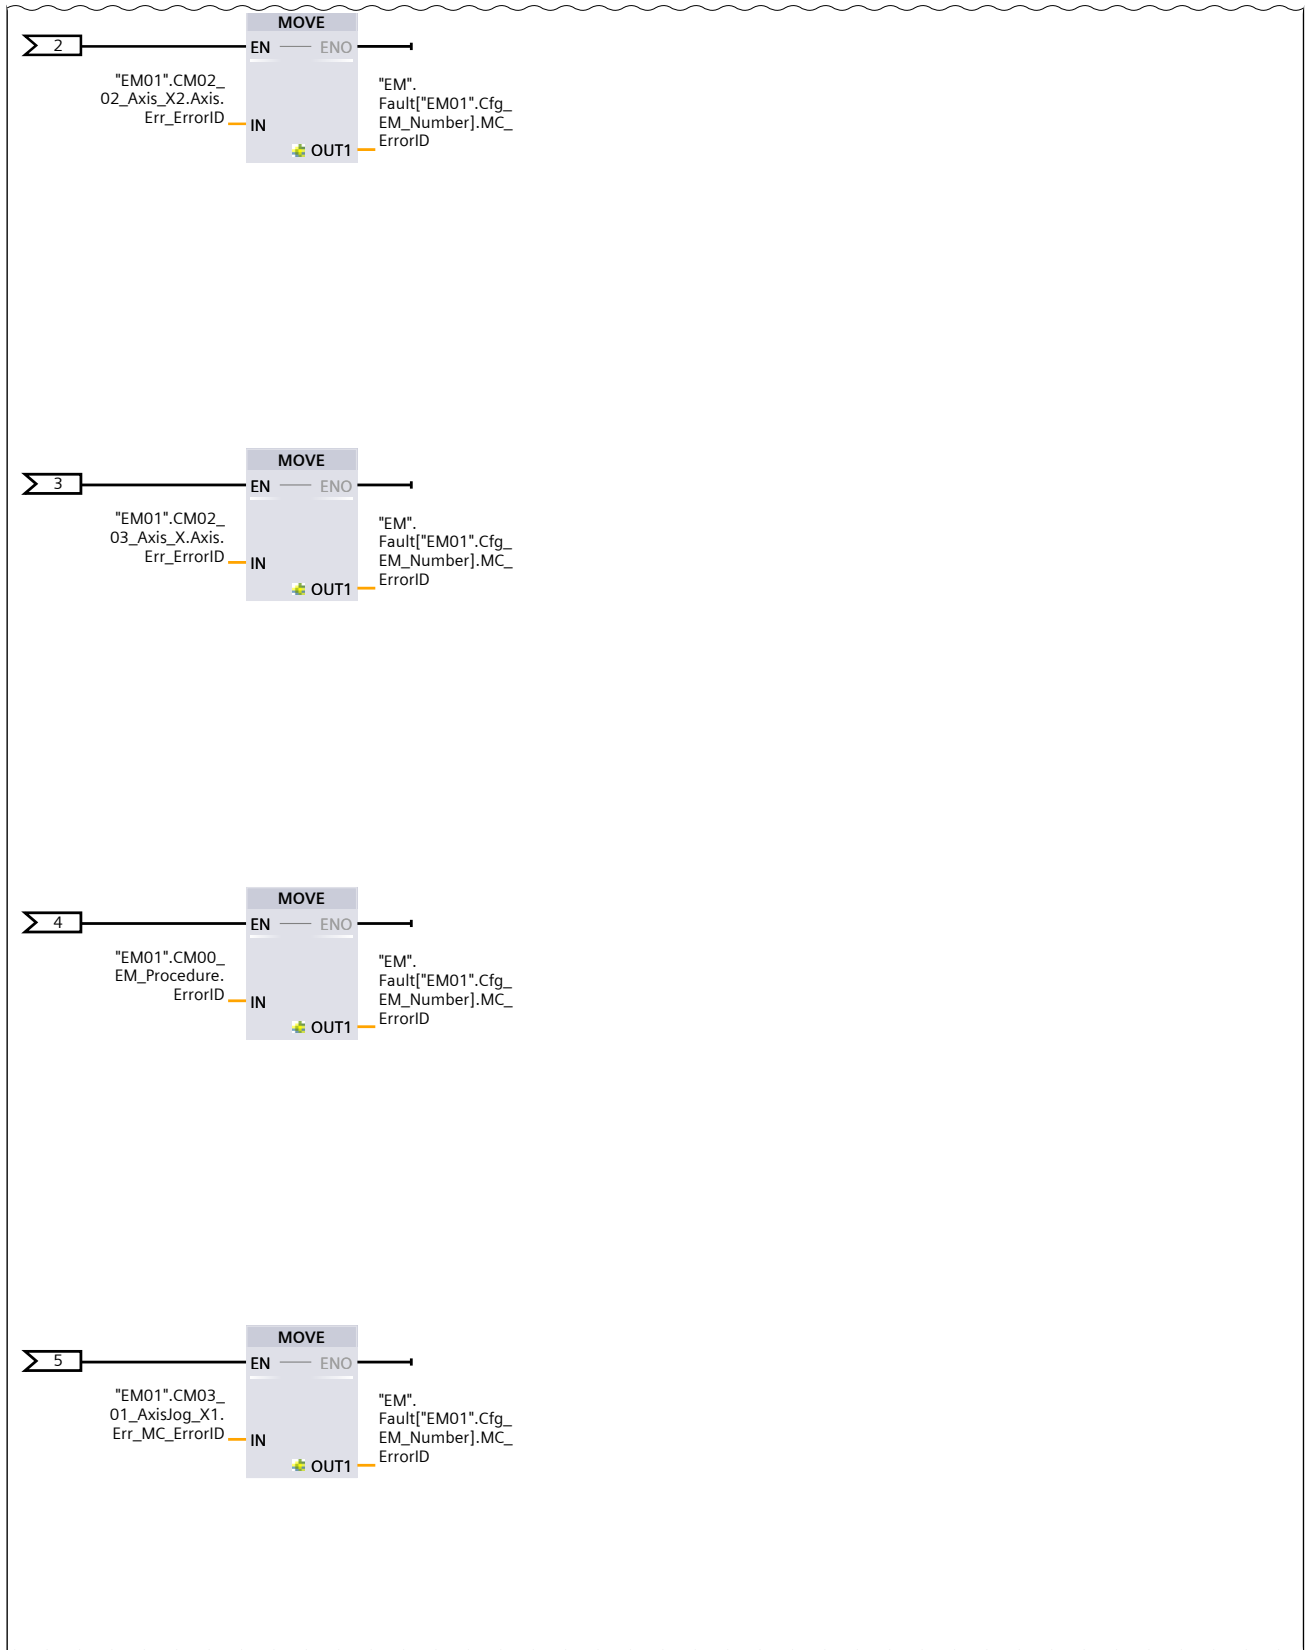 MOVE
2
EN
ENO
"EM01".CM02_
02_Axis_X2.Axis.
Err_ErrorID
IN
"EM".
Fault["EM01".Cfg_
EM_Number].MC_
ErrorID
OUT1
MOVE
3
EN
ENO
"EM01".CM02_
03_Axis_X.Axis.
Err_ErrorID
IN
"EM".
Fault["EM01".Cfg_
EM_Number].MC_
ErrorID
OUT1
MOVE
4
EN
ENO
"EM01".CM00_
EM_Procedure.
ErrorID
IN
"EM".
Fault["EM01".Cfg_
EM_Number].MC_
ErrorID
OUT1
MOVE
5
EN
ENO
"EM01".CM03_
01_AxisJog_X1.
Err_MC_ErrorID
IN
"EM".
Fault["EM01".Cfg_
EM_Number].MC_
ErrorID
OUT1